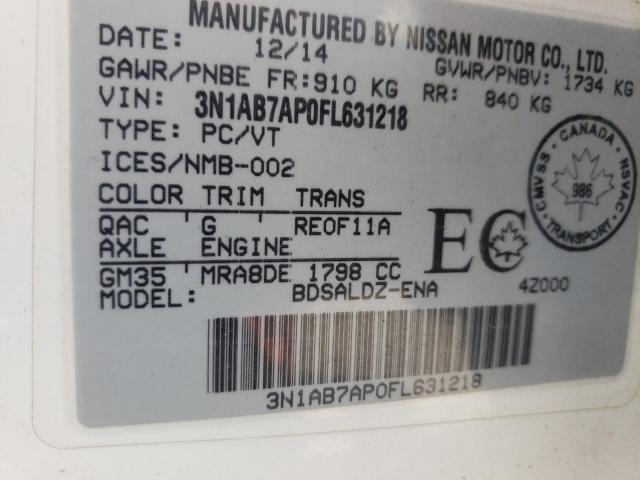 MANUFACTURED BY NISSAN MOTOR CO., LTD.
DATE: 12/14 GVWR/PNBV: 1734 KG
GAWR/PNBE FR: 910 KG RR: 840 KG
VIN: 3N1AB7AP0FL631218
TYPE: PC/VT
ICES/NMB-002
COLOR TRIM TRANS
QAC G RE0F11A
AXLE ENGINE
GM35 MRA8DE 1798 CC
MODEL: BDSALDZ-ENA 4Z000
EC
CANADA
CMVSS NSVAC
986
TRANSPORT
3N1AB7AP0FL631218